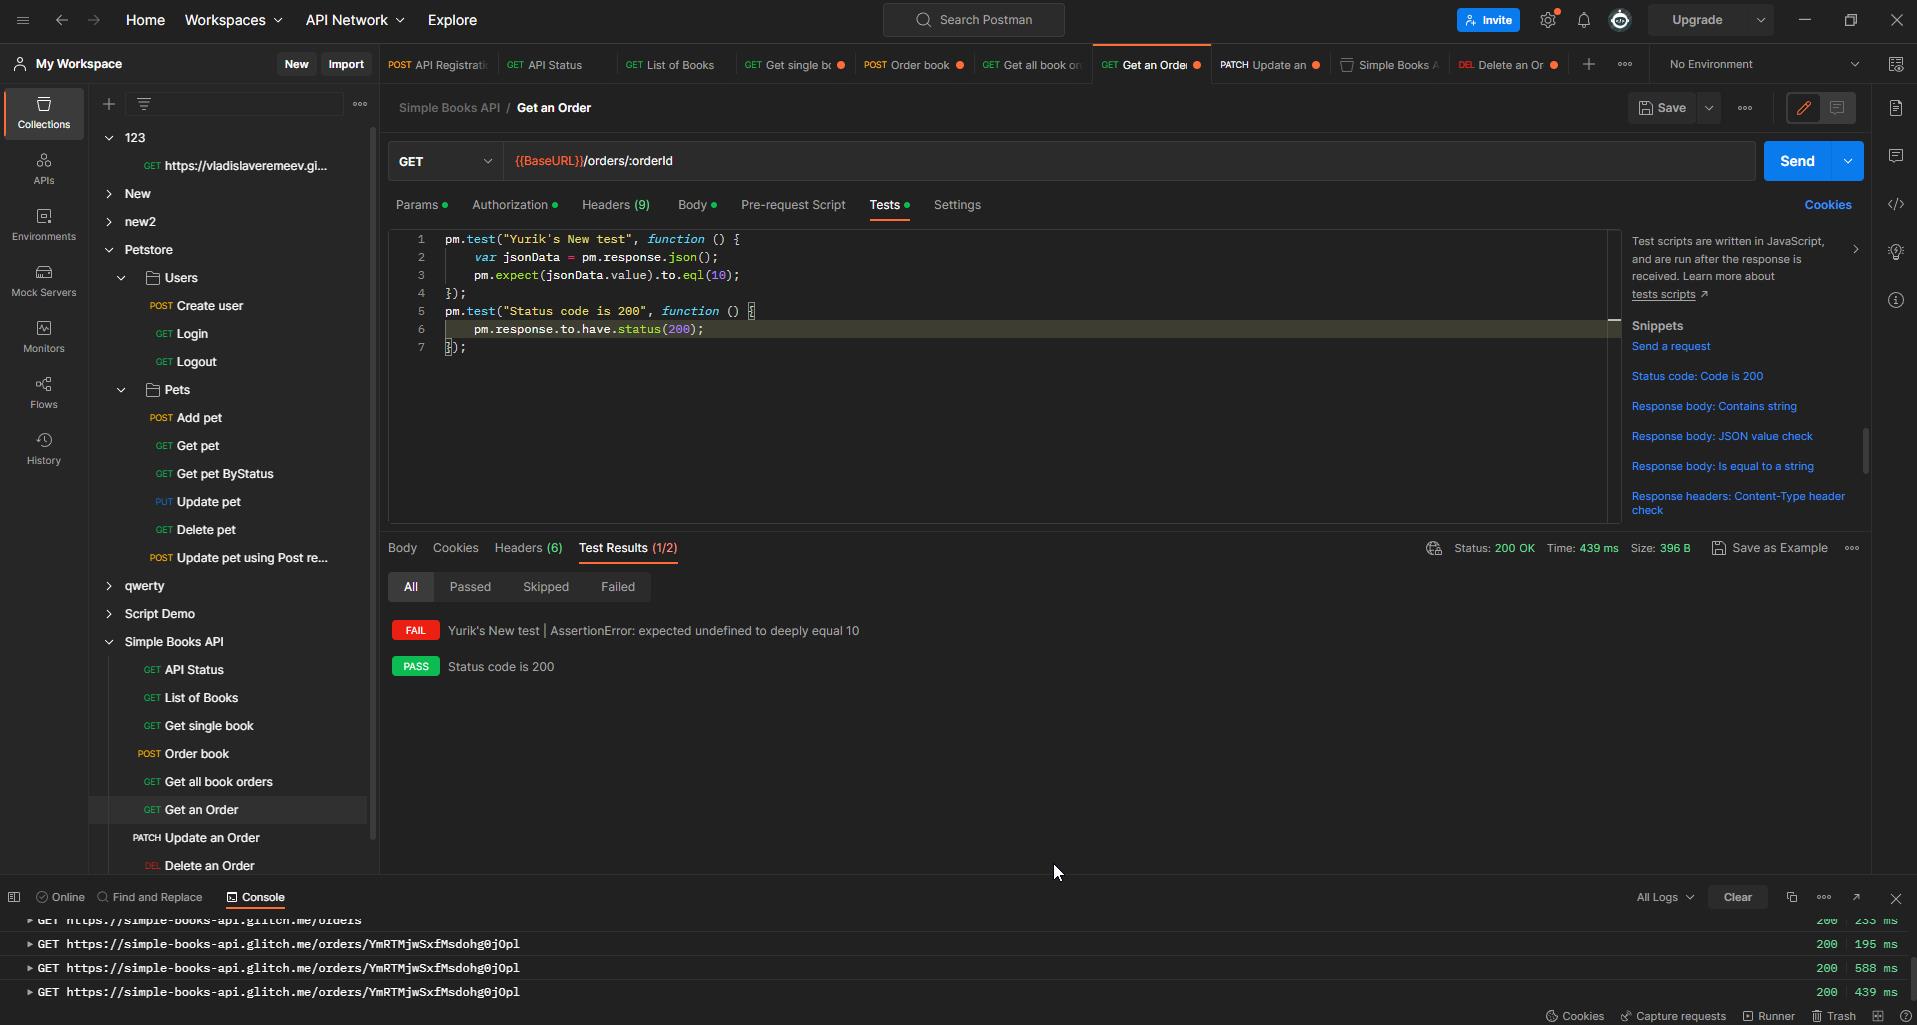 Home Workspaces API Network Explore Search Postman Invite Upgrade
My Workspace New Import
POST API Registrati GET API Status GET List of Books GET Get single bo POST Order book GET Get all book or GET Get an Order PATCH Update an Simple Books A DEL Delete an Or No Environment
Collections
APIs
Environments
Mock Servers
Monitors
Flows
History
123
GET https://vladislaveremeev.gi...
New
new2
Petstore
Users
POST Create user
GET Login
GET Logout
Pets
POST Add pet
GET Get pet
GET Get pet ByStatus
PUT Update pet
GET Delete pet
POST Update pet using Post re...
qwerty
Script Demo
Simple Books API
GET API Status
GET List of Books
GET Get single book
POST Order book
GET Get all book orders
GET Get an Order
PATCH Update an Order
DEL Delete an Order
Simple Books API / Get an Order Save
GET {{BaseURL}}/orders/:orderId Send
Params Authorization Headers (9) Body Pre-request Script Tests Settings Cookies
1 pm.test("Yurik's New test", function () {
2 var jsonData = pm.response.json();
3 pm.expect(jsonData.value).to.eql(10);
4 });
5 pm.test("Status code is 200", function () {
6 pm.response.to.have.status(200);
7 });
Test scripts are written in JavaScript,
and are run after the response is
received. Learn more about
tests scripts ↗
Snippets
Send a request
Status code: Code is 200
Response body: Contains string
Response body: JSON value check
Response body: Is equal to a string
Response headers: Content-Type header
check
Body Cookies Headers (6) Test Results (1/2) Status: 200 OK Time: 439 ms Size: 396 B Save as Example
All Passed Skipped Failed
FAIL Yurik's New test | AssertionError: expected undefined to deeply equal 10
PASS Status code is 200
Online Find and Replace Console All Logs Clear
GET https://simple-books-api.glitch.me/orders 200 233 ms
GET https://simple-books-api.glitch.me/orders/YmRTMjwSxfMsdohg0jOpl 200 195 ms
GET https://simple-books-api.glitch.me/orders/YmRTMjwSxfMsdohg0jOpl 200 588 ms
GET https://simple-books-api.glitch.me/orders/YmRTMjwSxfMsdohg0jOpl 200 439 ms
Cookies Capture requests Runner Trash